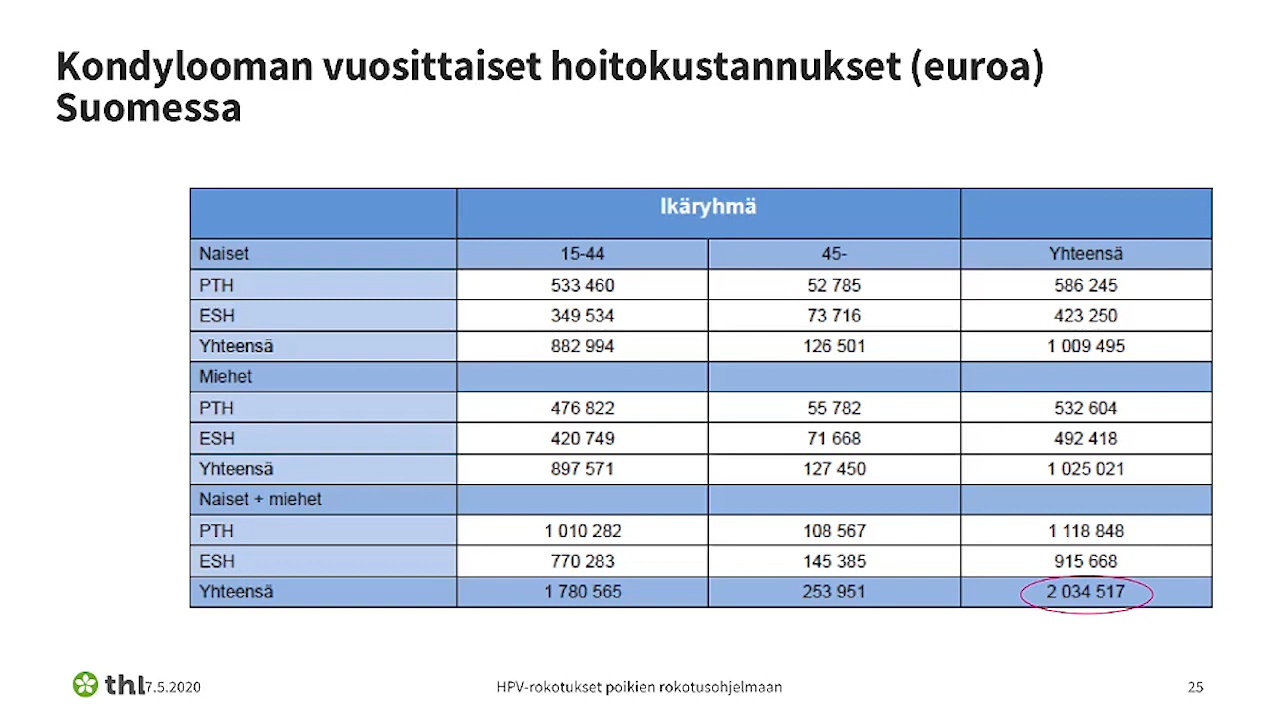 Kondylooman vuosittaiset hoitokustannukset (euroa)
Suomessa
Ikäryhmä
Naiset 15-44 45- Yhteensä
PTH 533 460 52 785 586 245
ESH 349 534 73 716 423 250
Yhteensä 882 994 126 501 1 009 495
Miehet
PTH 476 822 55 782 532 604
ESH 420 749 71 668 492 418
Yhteensä 897 571 127 450 1 025 021
Naiset + miehet
PTH 1 010 282 108 567 1 118 848
ESH 770 283 145 385 915 668
Yhteensä 1 780 565 253 951 2 034 517
thl 7.5.2020 HPV-rokotukset poikien rokotusohjelmaan 25